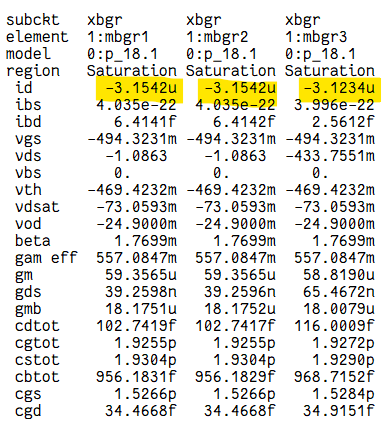 subckt xbgr xbgr xbgr
element 1:mbgr1 1:mbgr2 1:mbgr3
model 0:p_18.1 0:p_18.1 0:p_18.1
region Saturation Saturation Saturation
id -3.1542u -3.1542u -3.1234u
ibs 4.035e-22 4.035e-22 3.996e-22
ibd 6.4141f 6.4142f 2.5612f
vgs -494.3231m -494.3231m -494.3231m
vds -1.0863 -1.0863 -433.7551m
vbs 0. 0. 0.
vth -469.4232m -469.4232m -469.4232m
vdsat -73.0593m -73.0593m -73.0593m
vod -24.9000m -24.9000m -24.9000m
beta 1.7699m 1.7699m 1.7699m
gam eff 557.0847m 557.0847m 557.0847m
gm 59.3565u 59.3565u 58.8190u
gds 39.2598n 39.2596n 65.4672n
gmb 18.1751u 18.1752u 18.0079u
cdtot 102.7419f 102.7417f 116.0009f
cgtot 1.9255p 1.9255p 1.9272p
cstot 1.9304p 1.9304p 1.9290p
cbtot 956.1831f 956.1829f 968.7152f
cgs 1.5266p 1.5266p 1.5284p
cgd 34.4668f 34.4668f 34.9151f